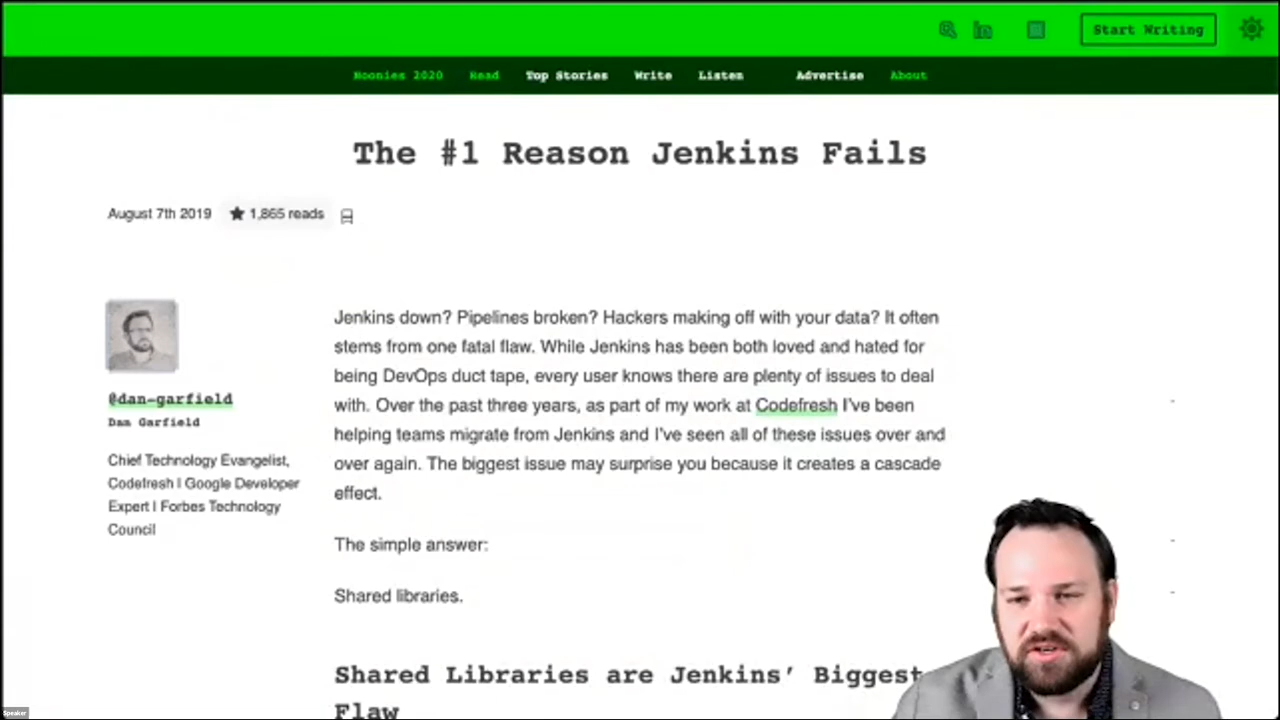 Start Writing
Noonies 2020 Read Top Stories Write Listen Advertise About
The #1 Reason Jenkins Fails
August 7th 2019 1,865 reads
@dan-garfield
Dan Garfield
Chief Technology Evangelist,
Codefresh | Google Developer
Expert | Forbes Technology
Council
Jenkins down? Pipelines broken? Hackers making off with your data? It often
stems from one fatal flaw. While Jenkins has been both loved and hated for
being DevOps duct tape, every user knows there are plenty of issues to deal
with. Over the past three years, as part of my work at Codefresh I've been
helping teams migrate from Jenkins and I've seen all of these issues over and
over again. The biggest issue may surprise you because it creates a cascade
effect.
The simple answer:
Shared libraries.
Shared Libraries are Jenkins' Biggest
Flaw
Speaker